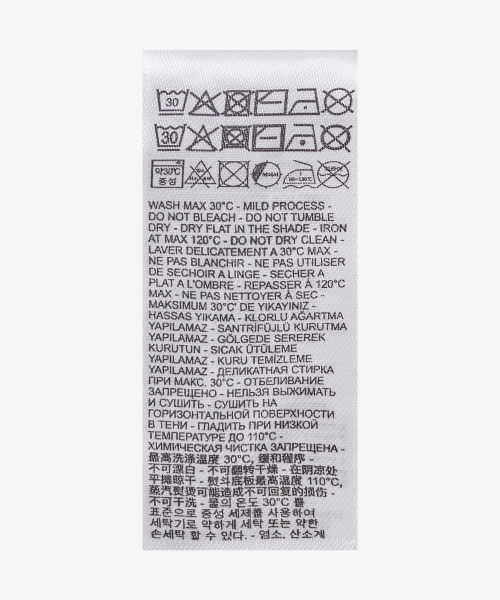 30
30
약30℃
중성
80~120℃
WASH MAX 30°C - MILD PROCESS -
DO NOT BLEACH - DO NOT TUMBLE
DRY - DRY FLAT IN THE SHADE - IRON
AT MAX 120°C - DO NOT DRY CLEAN -
LAVER DELICATEMENT A 30°C MAX -
NE PAS BLANCHIR - NE PAS UTILISER
DE SECHOIR A LINGE - SECHER A
PLAT A L'OMBRE - REPASSER À 120°C
MAX - NE PAS NETTOYER À SEC -
MAKSIMUM 30°C' DE YIKAYINIZ -
HASSAS YIKAMA - KLORLU AĞARTMA
YAPILAMAZ - SANTRİFÜJLÜ KURUTMA
YAPILAMAZ - GÖLGEDE SEREREK
KURUTUN - SICAK ÜTÜLEME
YAPILAMAZ - KURU TEMİZLEME
YAPILAMAZ - ДЕЛИКАТНАЯ СТИРКА
ПРИ МАКС. 30°C - ОТБЕЛИВАНИЕ
ЗАПРЕЩЕНО - НЕЛЬЗЯ ВЫЖИМАТЬ
И СУШИТЬ - СУШИТЬ НА
ГОРИЗОНТАЛЬНОЙ ПОВЕРХНОСТИ
В ТЕНИ - ГЛАДИТЬ ПРИ НИЗКОЙ
ТЕМПЕРАТУРЕ ДО 110°C -
ХИМИЧЕСКАЯ ЧИСТКА ЗАПРЕЩЕНА -
最高洗涤温度 30°C, 缓和程序 -
不可漂白 - 不可翻转干燥 - 在阴凉处
平摊晾干 - 熨斗底板最高温度 110°C,
蒸汽熨烫可能造成不可回复的损伤 -
不可干洗 - 물의 온도 30°C 를
표준으로 중성 세제를 사용하여
세탁기로 약하게 세탁 또는 약한
손세탁 할 수 있다. - 염소, 산소계